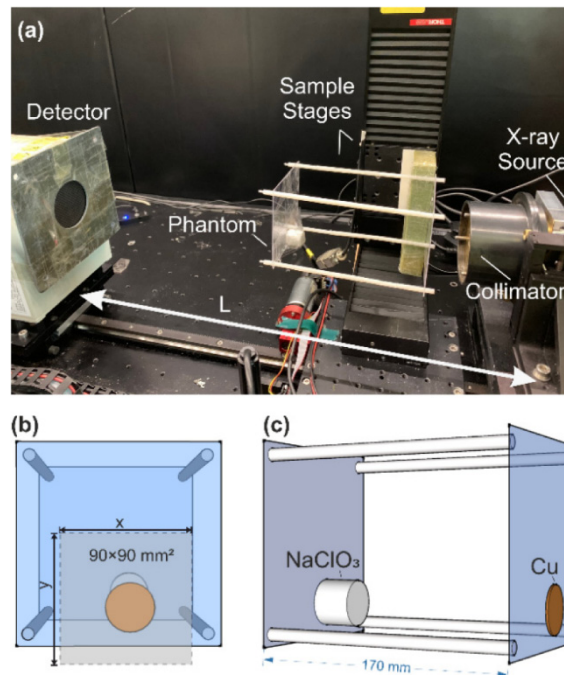 (a)
Detector
Sample
Stages
X-ray
Source
Phantom
Collimator
L
(b)
x
90×90 mm²
y
(c)
NaClO₃
Cu
170 mm